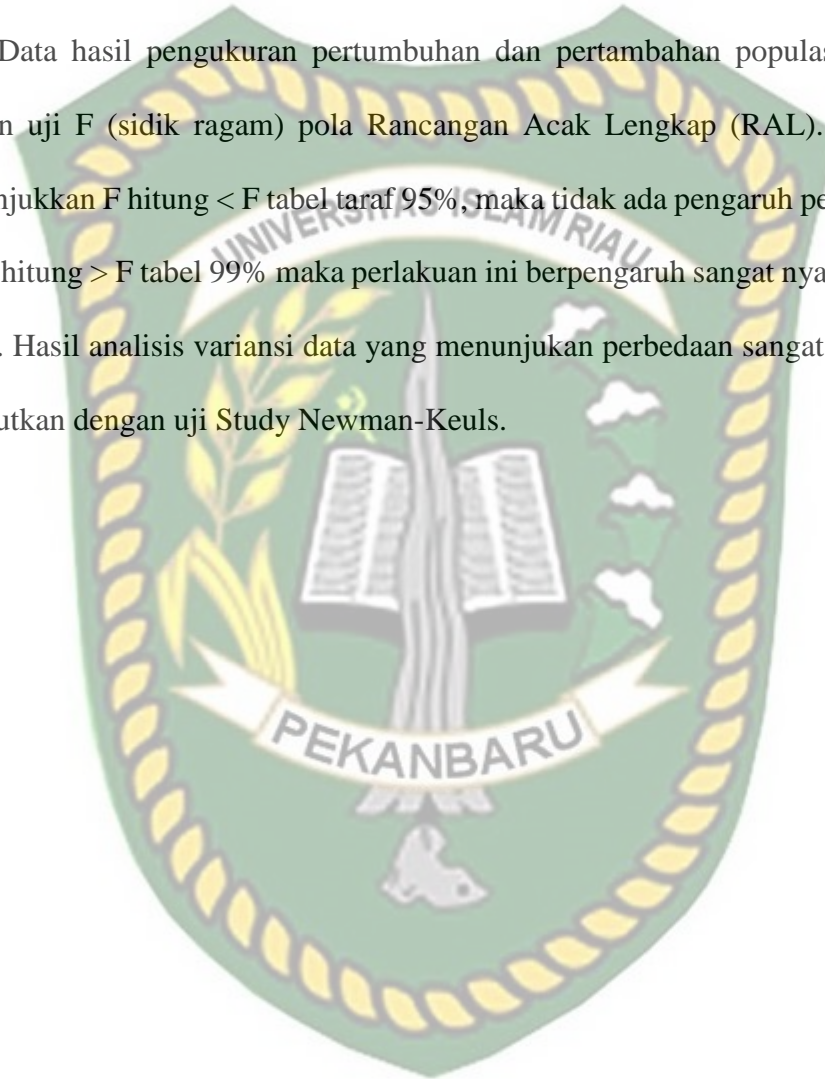 Data hasil pengukuran pertumbuhan dan pertambahan populas
n uji F (sidik ragam) pola Rancangan Acak Lengkap (RAL).
njukkan F hitung < F tabel taraf 95%, maka tidak ada pengaruh pe
hitung > F tabel 99% maka perlakuan ini berpengaruh sangat nya
. Hasil analisis variansi data yang menunjukan perbedaan sangat
utkan dengan uji Study Newman-Keuls.
UNIVERSITAS ISLAM RIAU
PEKANBARU